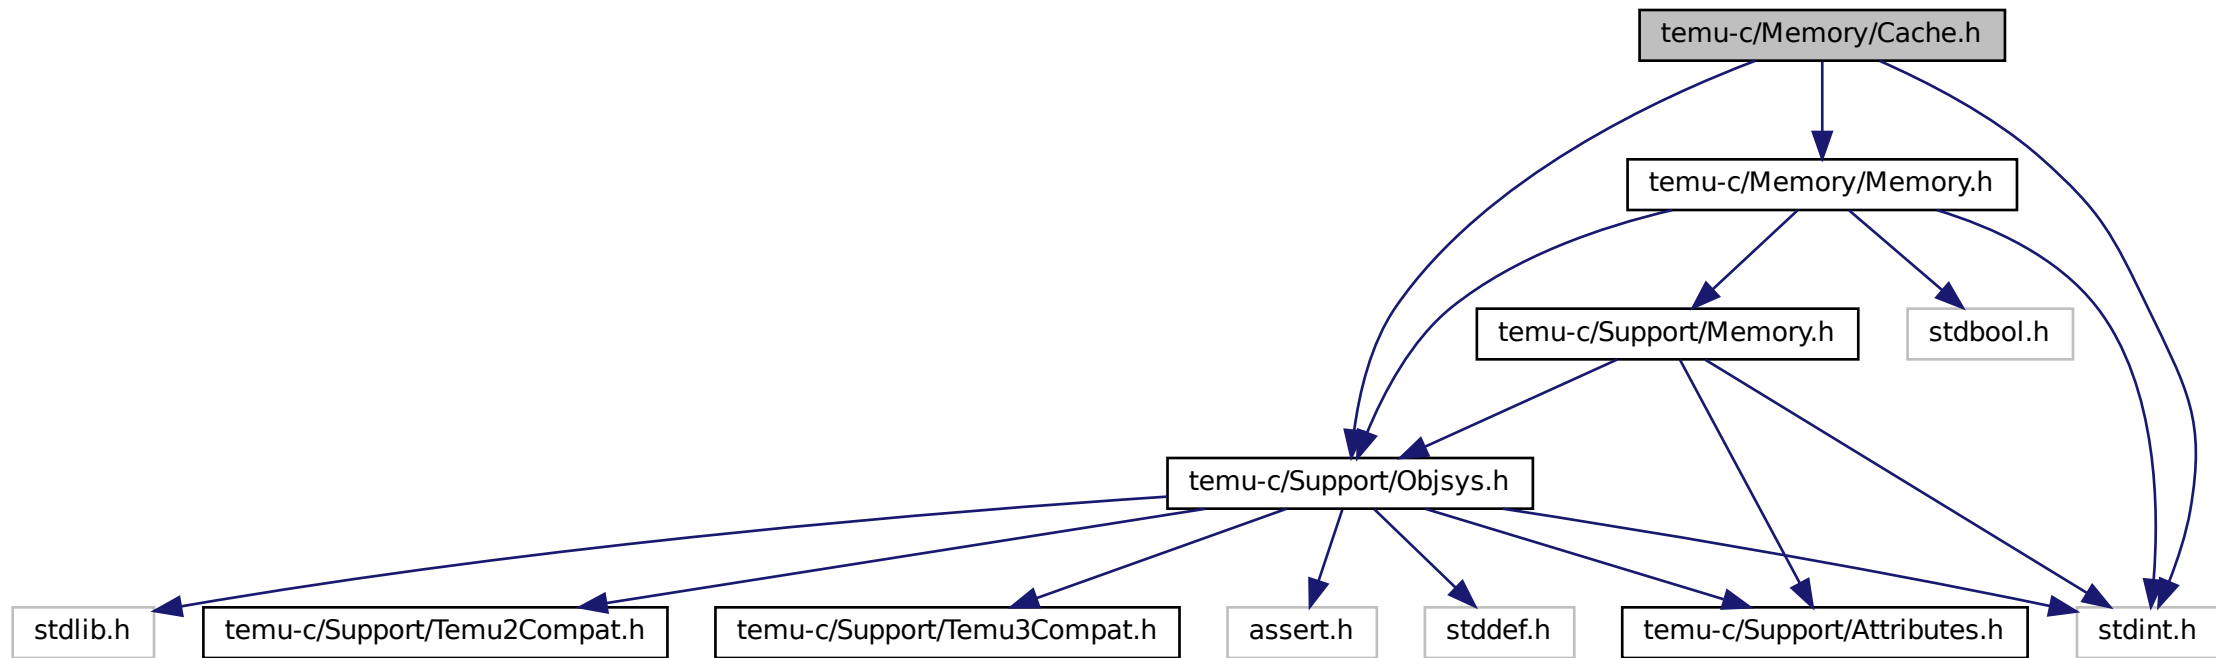 temu-c/Memory/Cache.h
temu-c/Memory/Memory.h
temu-c/Support/Memory.h
stdbool.h
temu-c/Support/Objsys.h
stdlib.h
temu-c/Support/Temu2Compat.h
temu-c/Support/Temu3Compat.h
assert.h
stddef.h
temu-c/Support/Attributes.h
stdint.h